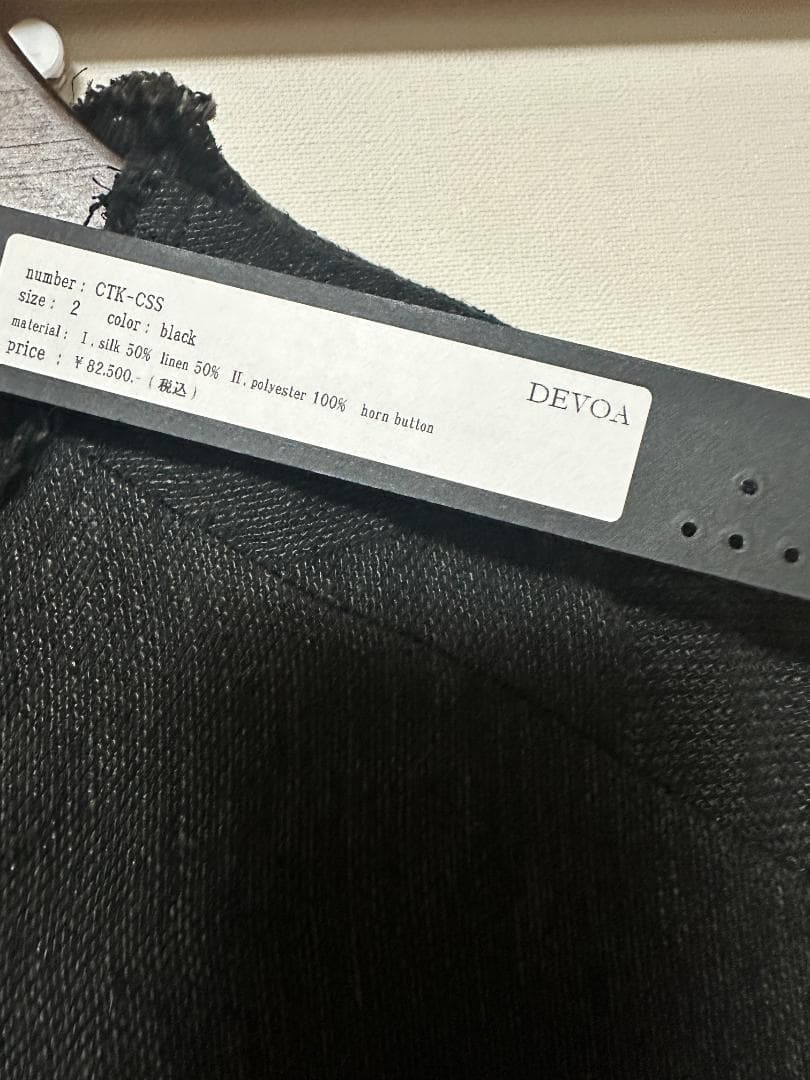 number : CTK-CSS
size : 2 color : black
material : Ⅰ. silk 50% linen 50% Ⅱ. polyester 100% horn button
price : ¥82,500.- (税込)
DEVOA